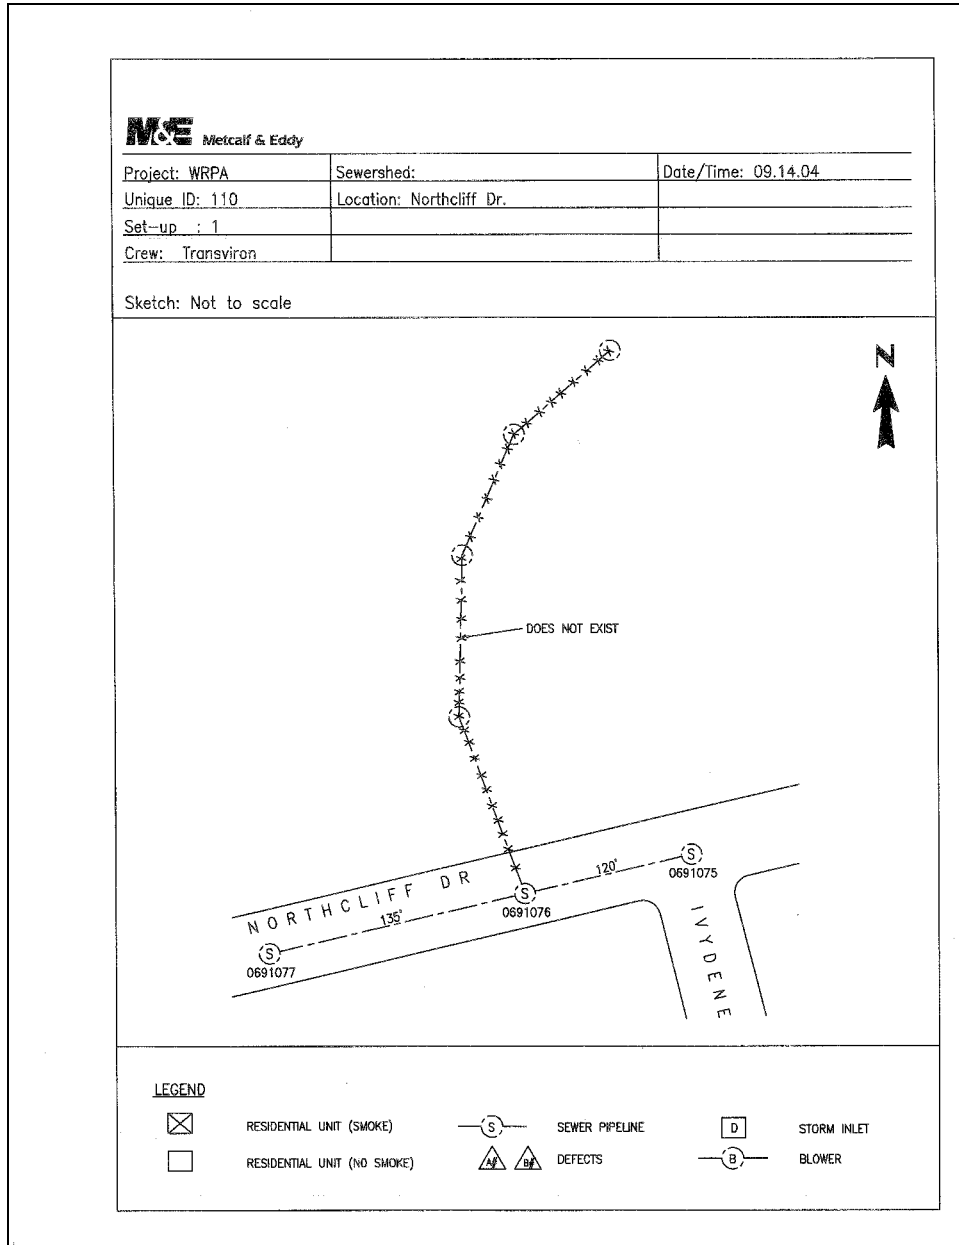 M&E Metcalf & Eddy
Project: WRPA Sewershed: Date/Time: 09.14.04
Unique ID: 110 Location: Northcliff Dr.
Set-up : 1
Crew: Transviron
Sketch: Not to scale
N
DOES NOT EXIST
NORTHCLIFF DR
135'
120'
S
0691075
S
0691076
S
0691077
IVYDENE
LEGEND
RESIDENTIAL UNIT (SMOKE) S SEWER PIPELINE D STORM INLET
RESIDENTIAL UNIT (NO SMOKE) A# B# DEFECTS B BLOWER